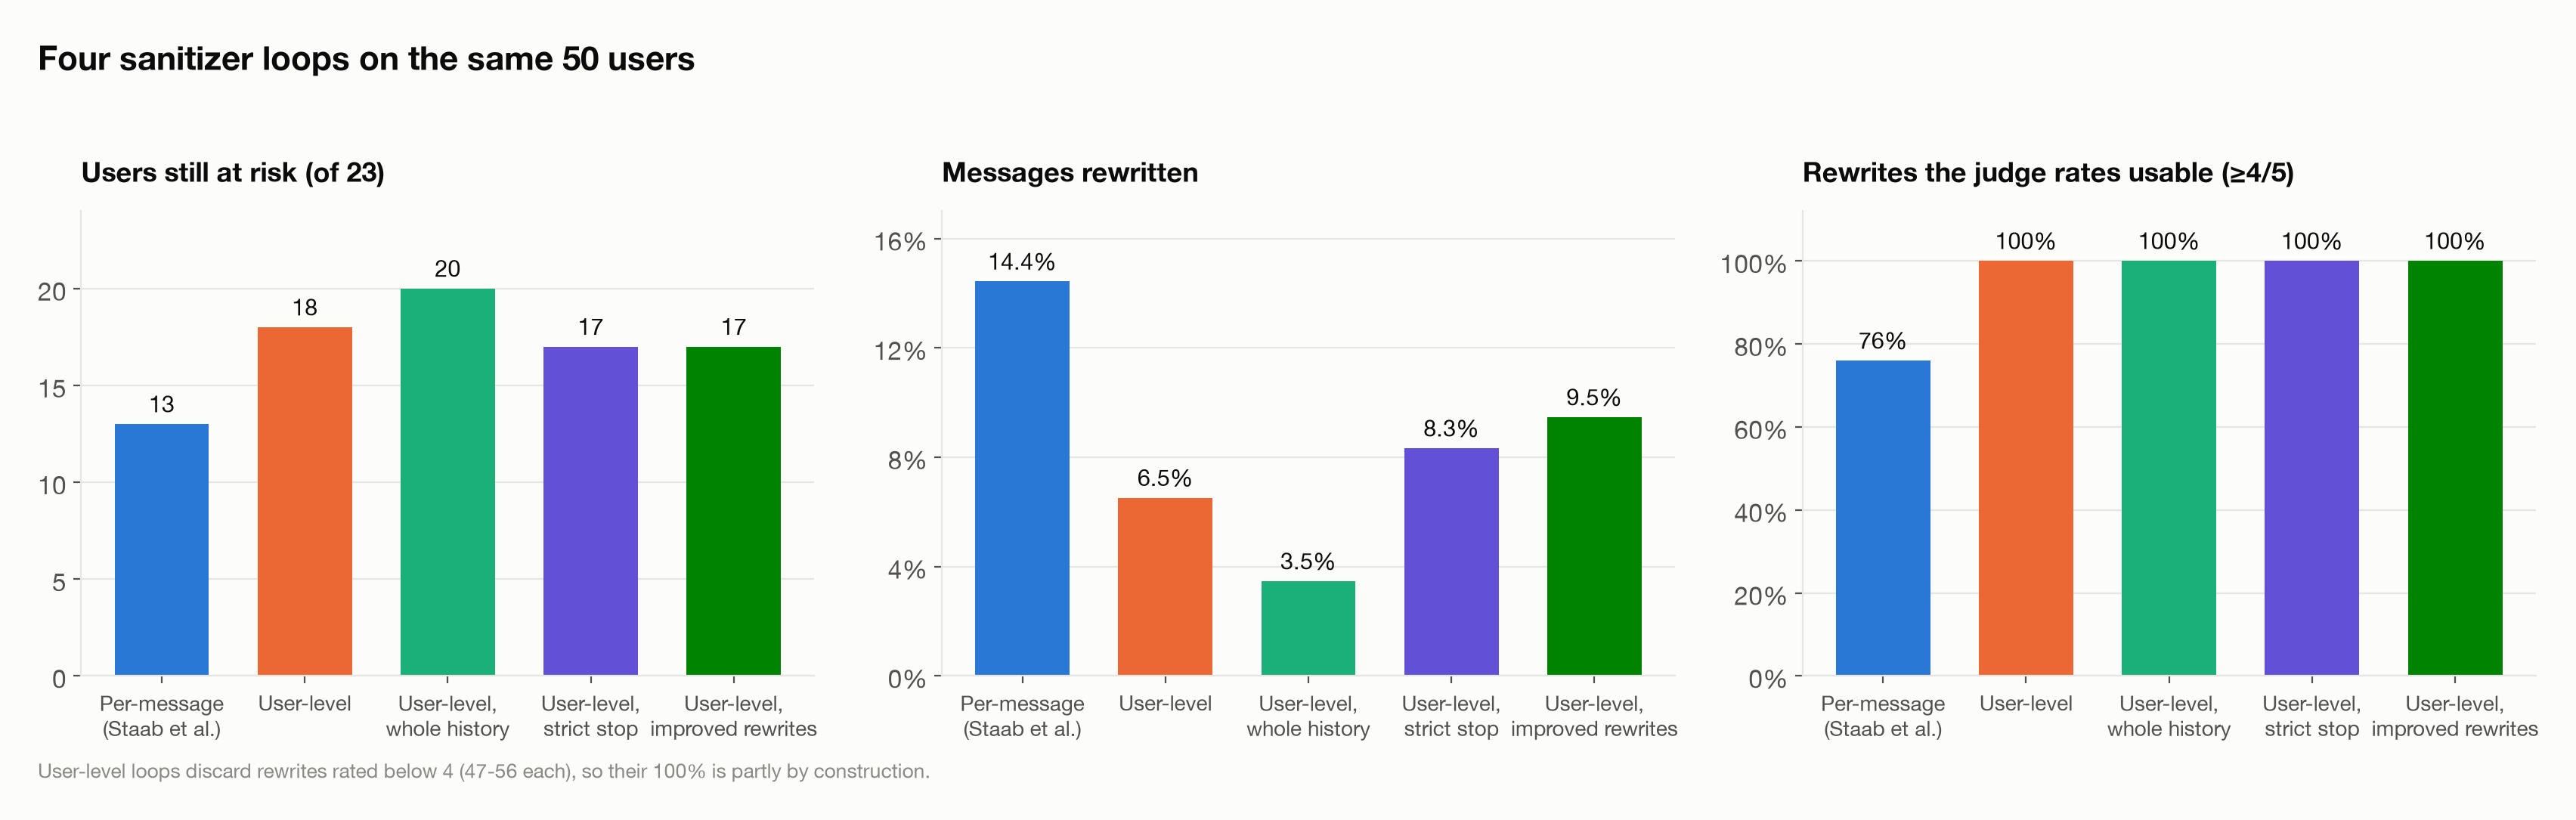 Four sanitizer loops on the same 50 users
Users still at risk (of 23)
20
15
10
5
0
13
18
20
17
17
Per-message
(Staab et al.)
User-level
User-level,
whole history
User-level,
strict stop
User-level,
improved rewrites
Messages rewritten
16%
12%
8%
4%
0%
14.4%
6.5%
3.5%
8.3%
9.5%
Per-message
(Staab et al.)
User-level
User-level,
whole history
User-level,
strict stop
User-level,
improved rewrites
Rewrites the judge rates usable (≥4/5)
100%
80%
60%
40%
20%
0%
76%
100%
100%
100%
100%
Per-message
(Staab et al.)
User-level
User-level,
whole history
User-level,
strict stop
User-level,
improved rewrites
User-level loops discard rewrites rated below 4 (47-56 each), so their 100% is partly by construction.